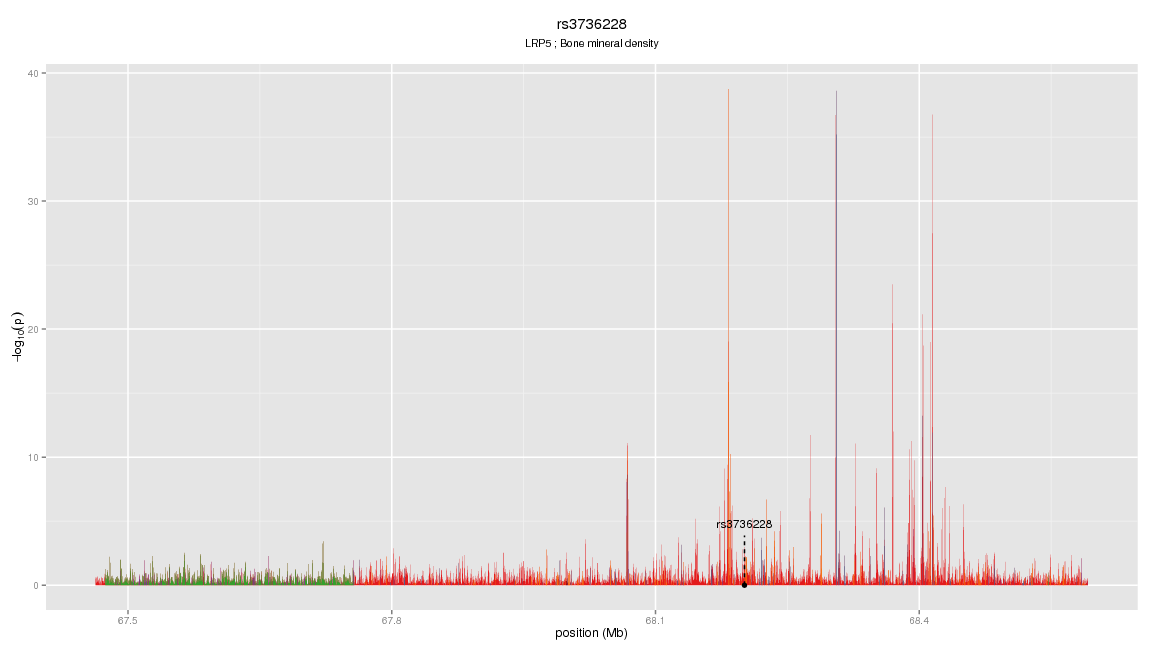 rs3736228
LRP5 ; Bone mineral density
40
30
20
10
0
−log10(p)
rs3736228
67.5
67.8
68.1
68.4
position (Mb)